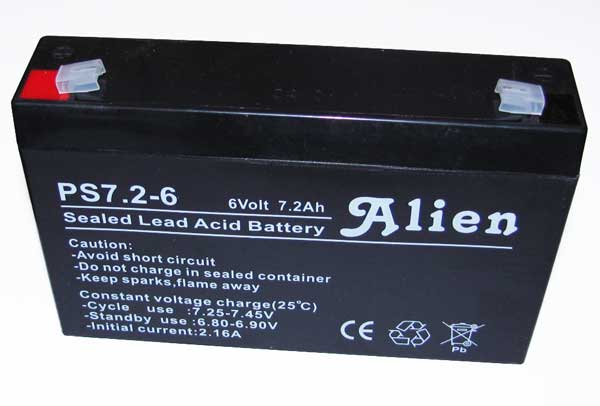 PS7.2-6 6Volt 7.2Ah
Sealed Lead Acid Battery
Alien
Caution:
-Avoid short circuit
-Do not charge in sealed container
-Keep sparks,flame away
Constant voltage charge(25℃)
-Cycle use :7.25-7.45V
-Standby use :6.80-6.90V
-Initial current:2.16A
CE
Pb